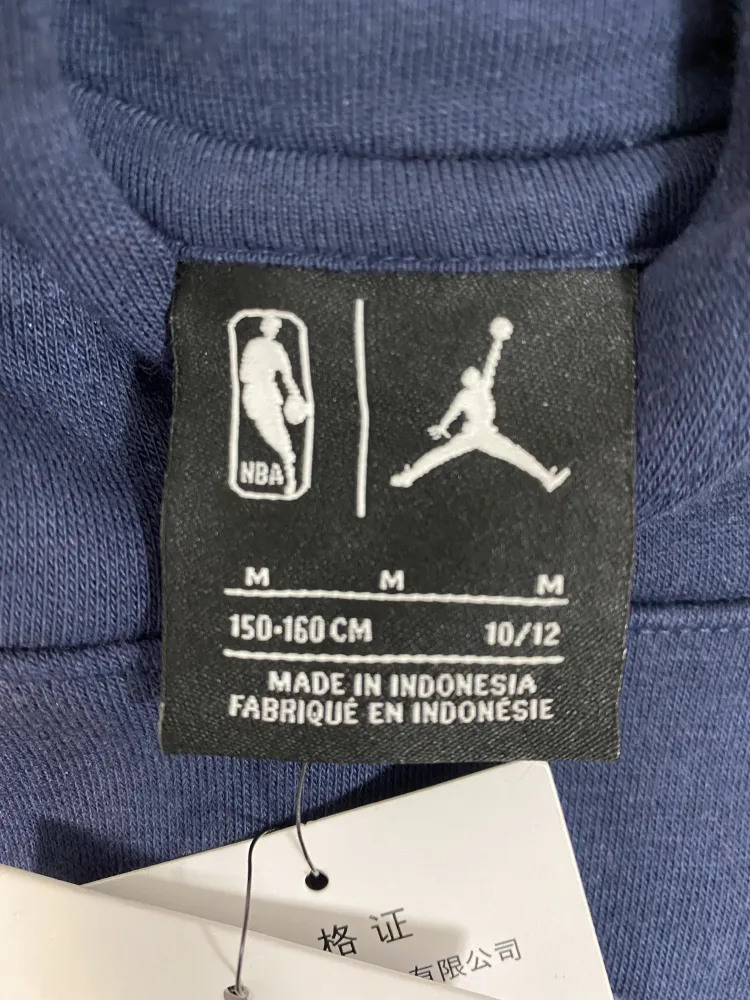 NBA
M M M
150-160 CM 10/12
MADE IN INDONESIA
FABRIQUÉ EN INDONÉSIE
格证
有限公司